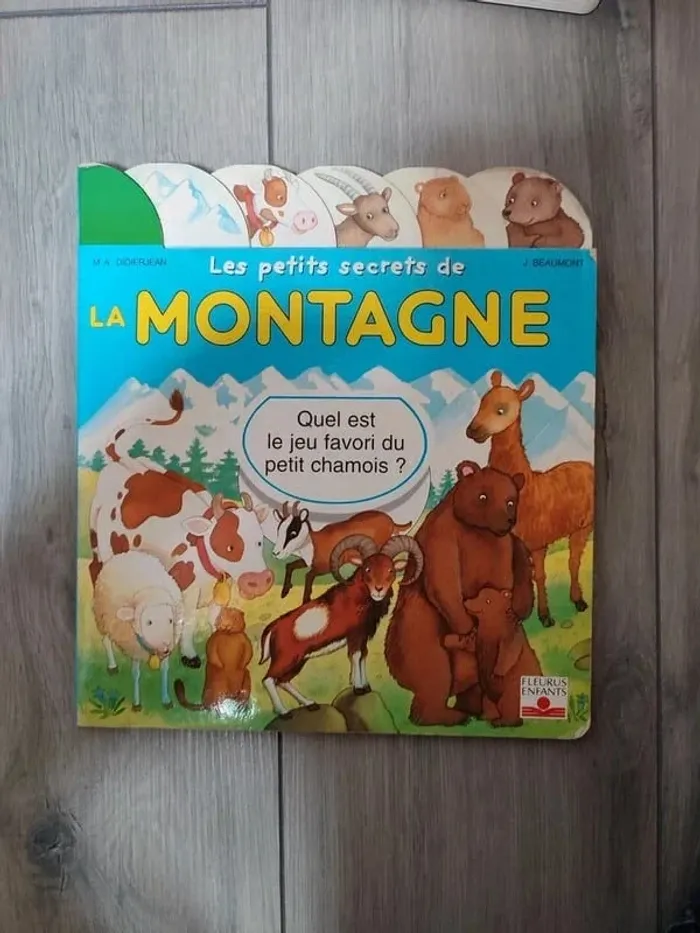 M.A. DIDIERJEAN
J. BEAUMONT
Les petits secrets de
LA MONTAGNE
Quel est
le jeu favori du
petit chamois ?
FLEURUS
ENFANTS